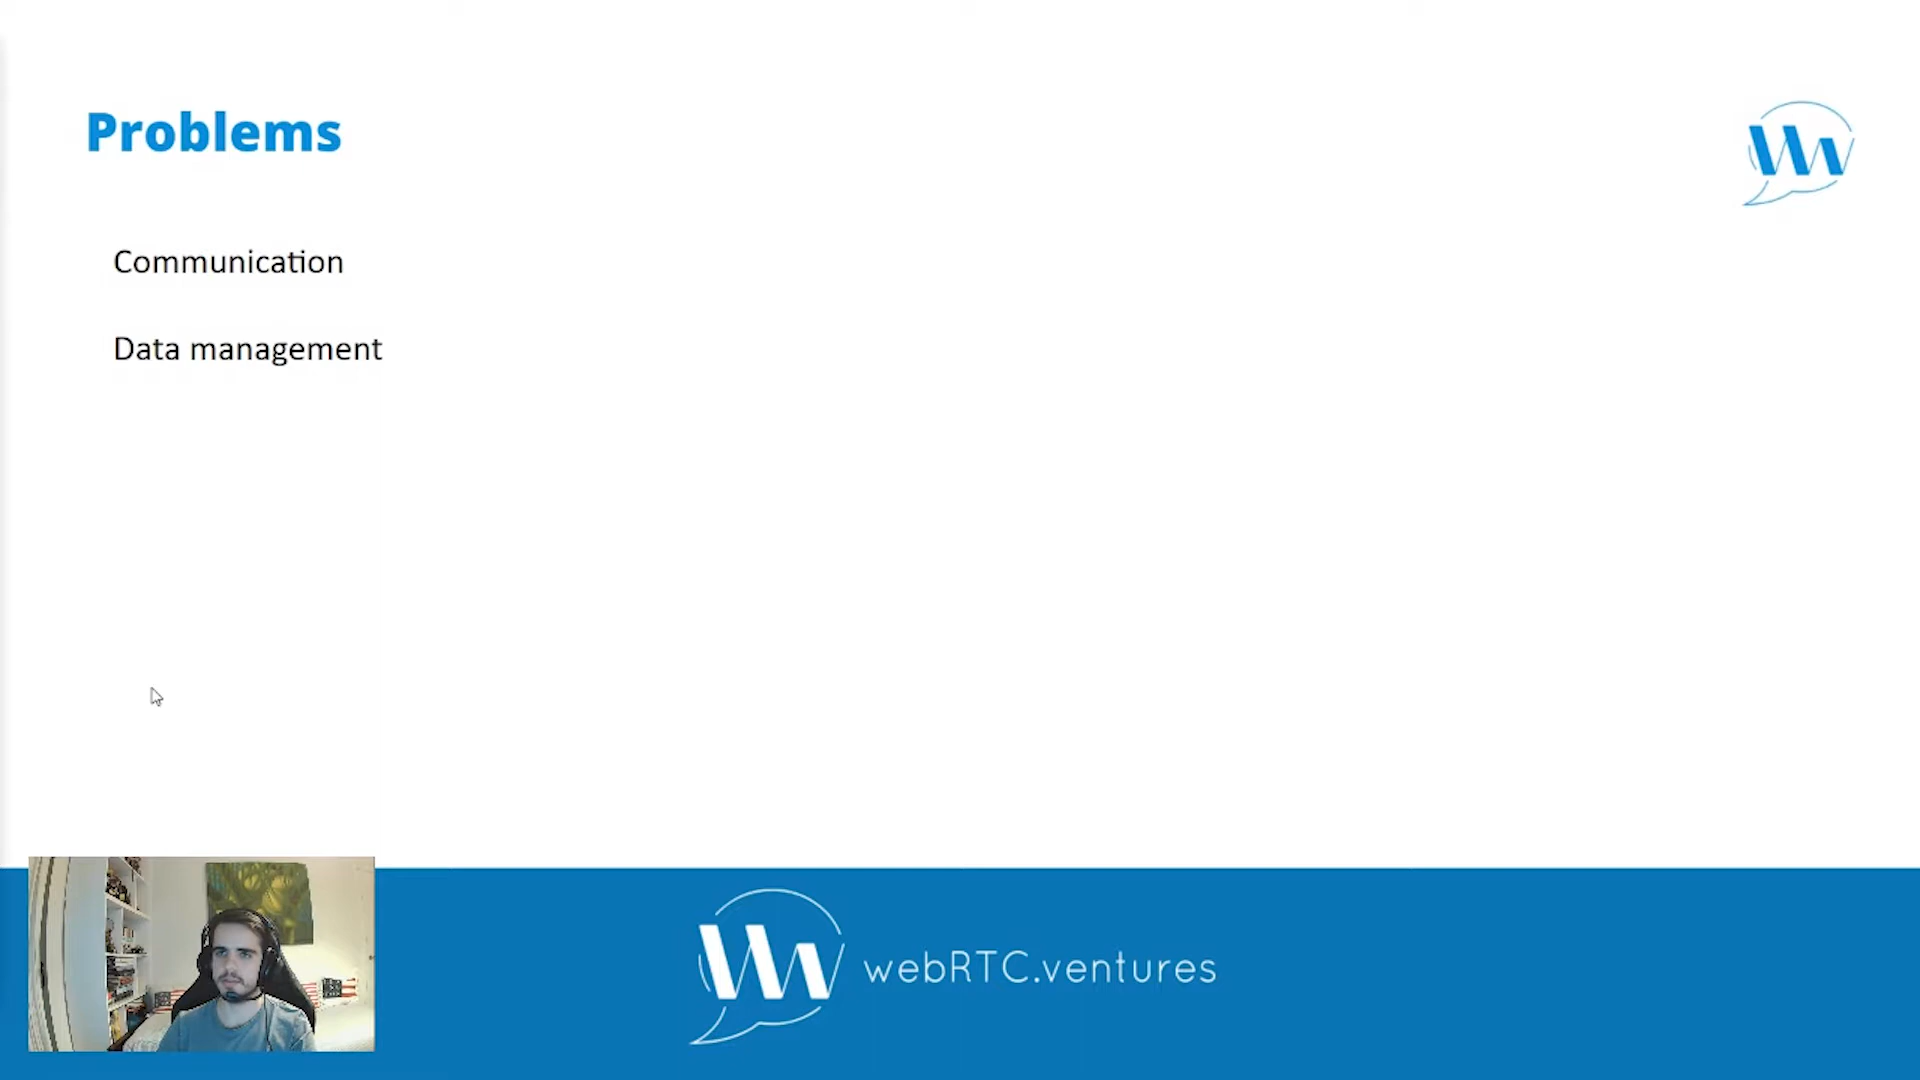 Problems
Communication
Data management
webRTC.ventures